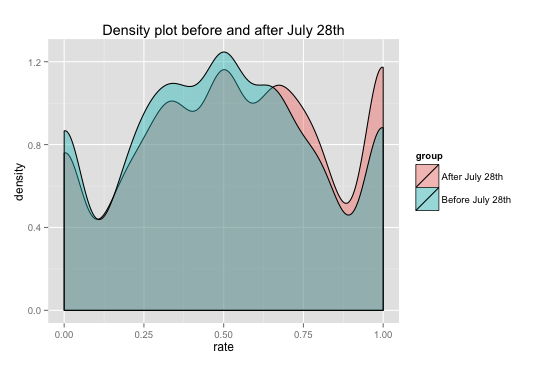 Density plot before and after July 28th
1.2
0.8
0.4
0.0
density
0.00 0.25 0.50 0.75 1.00
rate
group
After July 28th
Before July 28th